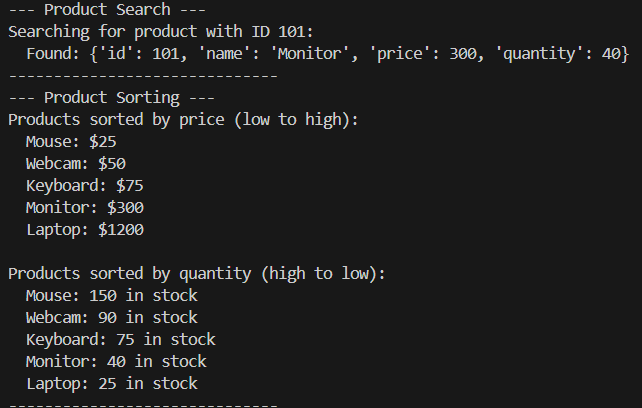 --- Product Search ---
Searching for product with ID 101:
  Found: {'id': 101, 'name': 'Monitor', 'price': 300, 'quantity': 40}
------------------------------
--- Product Sorting ---
Products sorted by price (low to high):
  Mouse: $25
  Webcam: $50
  Keyboard: $75
  Monitor: $300
  Laptop: $1200

Products sorted by quantity (high to low):
  Mouse: 150 in stock
  Webcam: 90 in stock
  Keyboard: 75 in stock
  Monitor: 40 in stock
  Laptop: 25 in stock
------------------------------